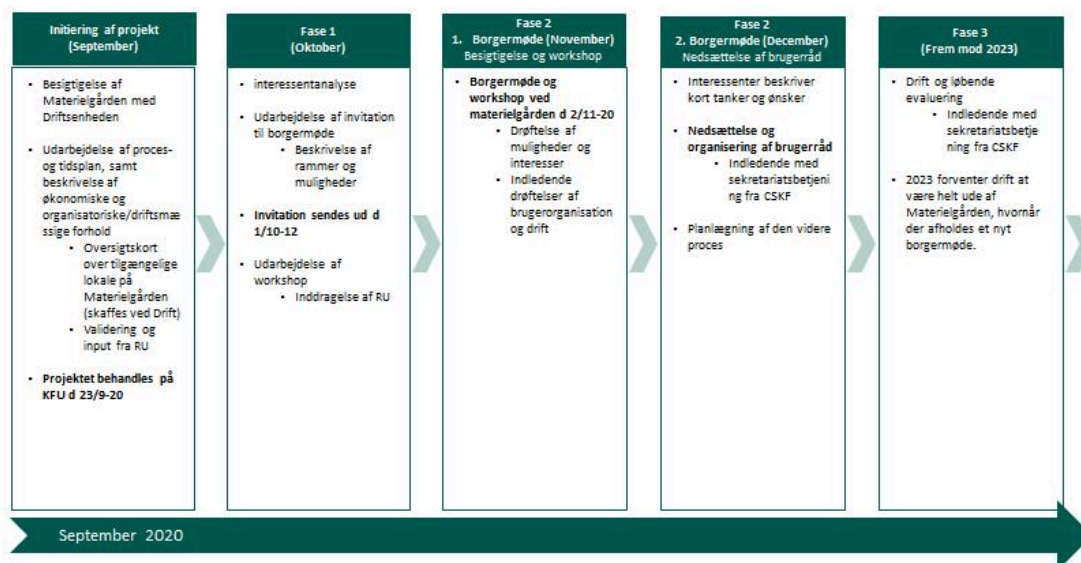 Initiering af projekt
(September)
• Besigtigelse af
Materielgården med
Driftsenheden
• Udarbejdelse af proces-
og tidsplan, samt
beskrivelse af
økonomiske og
organisatoriske/driftsmæ
ssige forhold
• Oversigtskort
over tilgængelige
lokale på
Materielgården
(skaffes ved Drift)
• Validering og
input fra RU
• Projektet behandles på
KFU d 23/9-20
Fase 1
(Oktober)
• interessentanalyse
• Udarbejdelse af invitation
til borgermøde
• Beskrivelse af
rammer og
muligheder
• Invitation sendes ud d
1/10-12
• Udarbejdelse af
workshop
• Inddragelse af RU
Fase 2
1. Borgermøde (November)
Besigtigelse og workshop
• Borgermøde og
workshop ved
materielgården d 2/11-20
• Drøftelse af
muligheder og
interesser
• Indledende
drøftelser af
brugerorganisation
og drift
Fase 2
2. Borgermøde (December)
Nedsættelse af brugerråd
• Interessenter beskriver
kort tanker og ønsker
• Nedsættelse og
organisering af brugerråd
• Indledende med
sekretariatsbetjeni
ng fra CSKF
• Planlægning af den videre
proces
Fase 3
(Frem mod 2023)
• Drift og løbende
evaluering
• Indledende med
sekretariatsbetje
ning fra CSKF
• 2023 forventer drift at
være helt ude af
Materielgården, hvornår
der afholdes et nyt
borgermøde.
September 2020